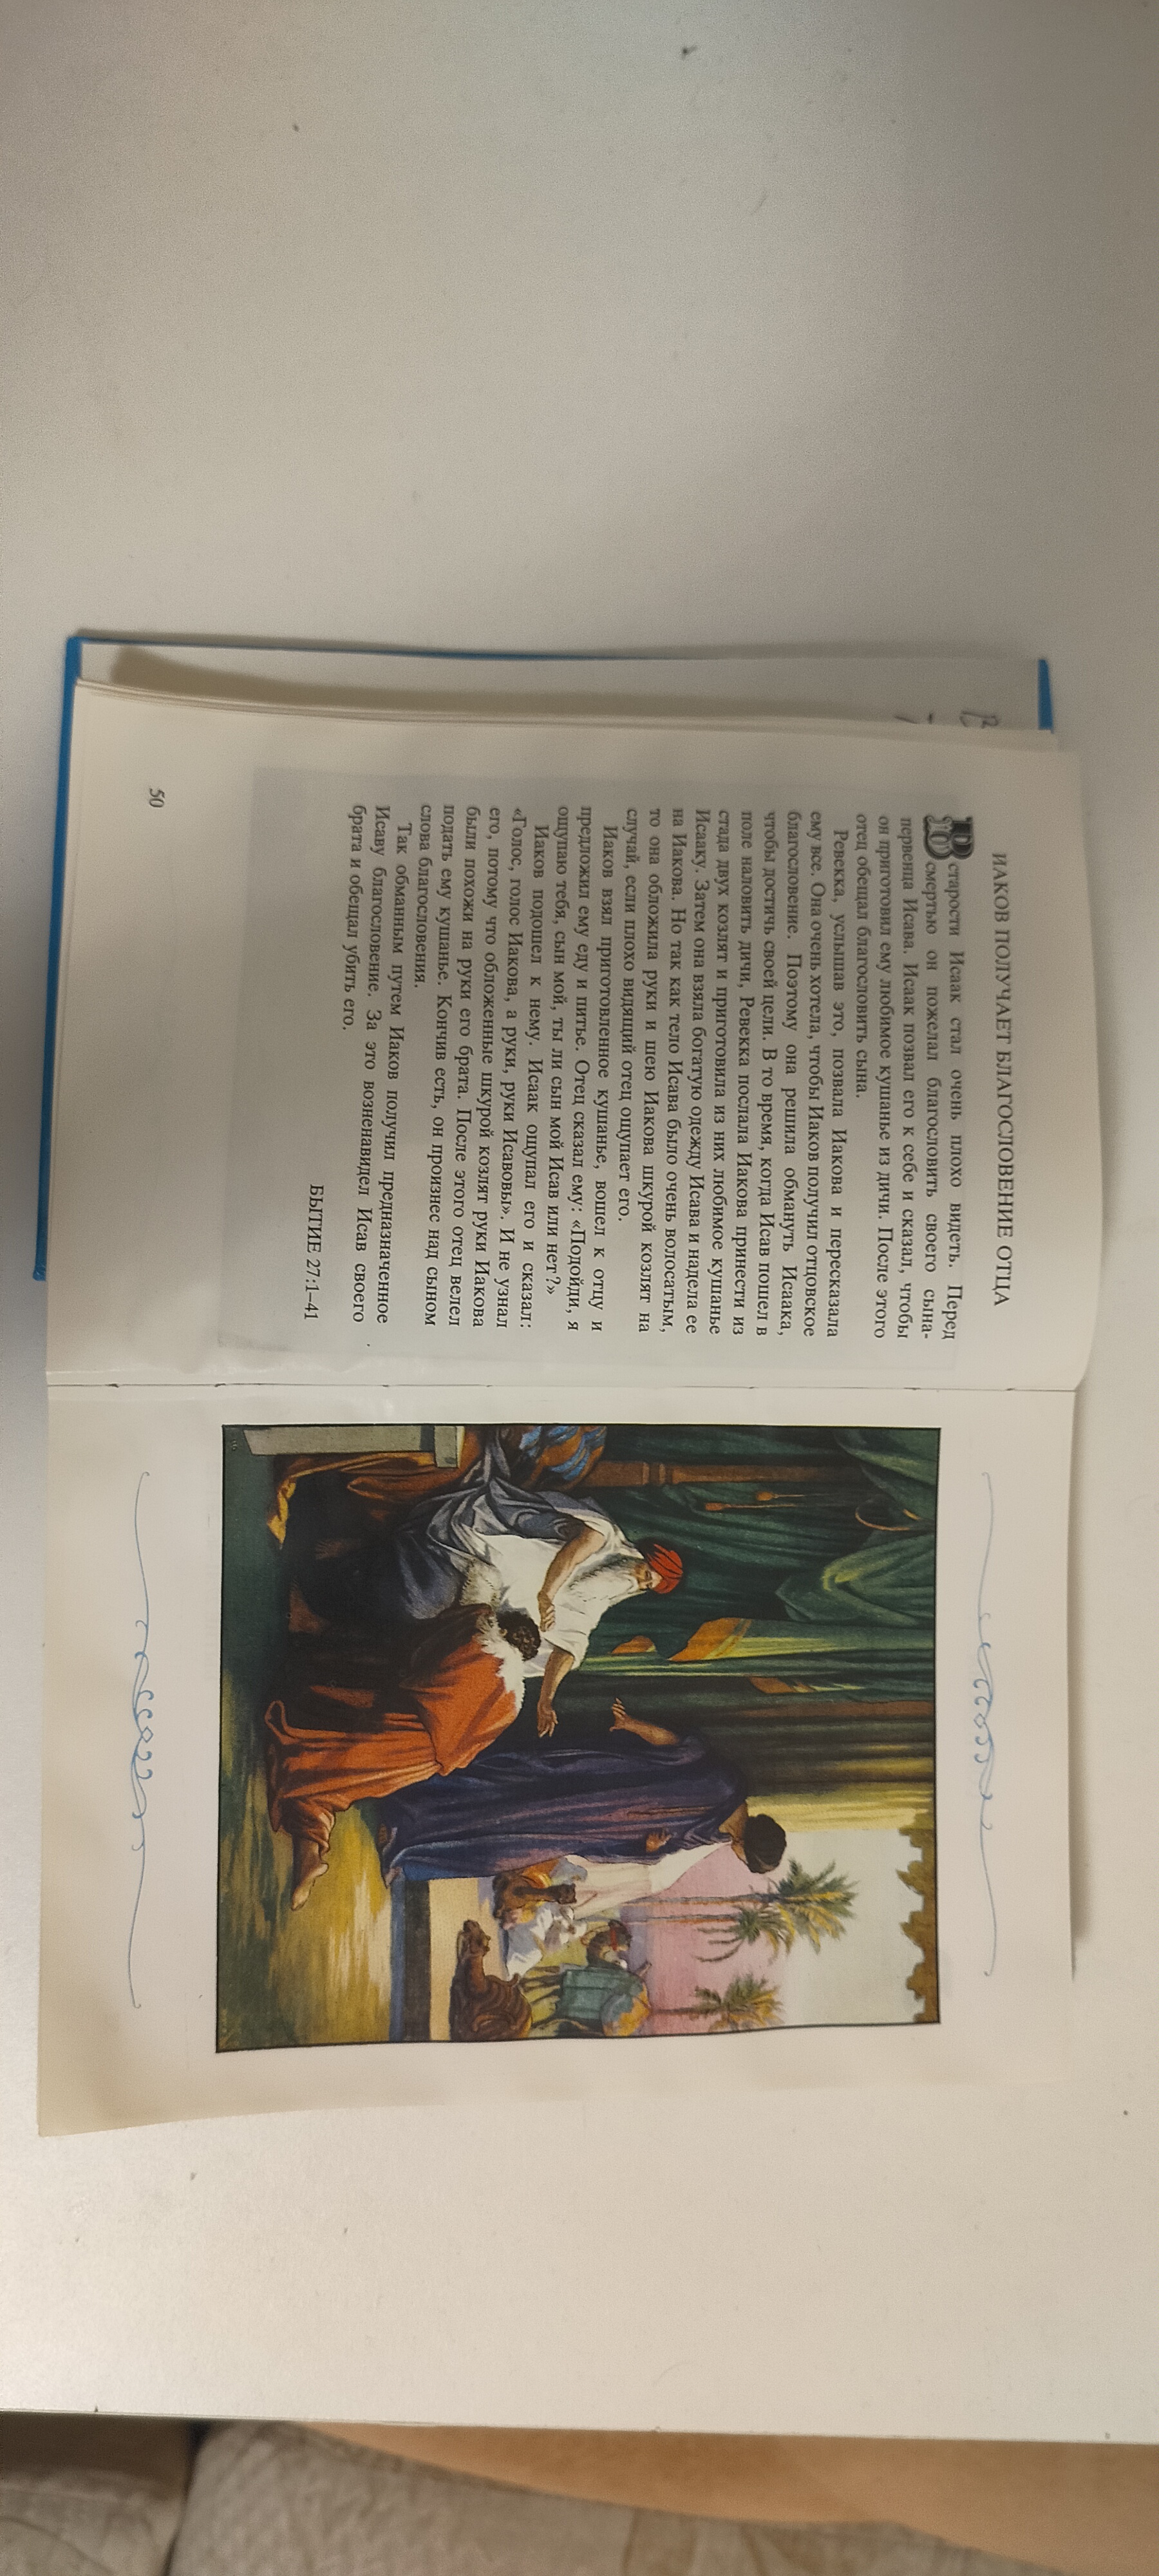 ИАКОВ ПОЛУЧАЕТ БЛАГОСЛОВЕНИЕ ОТЦА
В старости Исаак стал очень плохо видеть. Перед
смертью он пожелал благословить своего сына-
первенца Исава. Исаак позвал его к себе и сказал, чтобы
он приготовил ему любимое кушанье из дичи. После этого
отец обещал благословить сына.
Ревекка, услышав это, позвала Иакова и пересказала
ему все. Она очень хотела, чтобы Иаков получил отцовское
благословение. Поэтому она решила обмануть Исаака,
чтобы достичь своей цели. В то время, когда Исав пошел в
поле наловить дичи, Ревекка послала Иакова принести из
стада двух козлят и приготовила из них любимое кушанье
Исааку. Затем она взяла богатую одежду Исава и надела ее
на Иакова. Но так как тело Исава было очень волосатым,
то она обложила руки и шею Иакова шкурой козлят на
случай, если плохо видящий отец ощупает его.
Иаков взял приготовленное кушанье, вошел к отцу и
предложил ему еду и питье. Отец сказал ему: «Подойди, я
ощупаю тебя, сын мой, ты ли сын мой Исав или нет?»
Иаков подошел к нему. Исаак ощупал его и сказал:
«Голос, голос Иакова, а руки, руки Исавовы». И не узнал
его, потому что обложенные шкурой козлят руки Иакова
были похожи на руки его брата. После этого отец велел
подать ему кушанье. Кончив есть, он произнес над сыном
слова благословения.
Так обманным путем Иаков получил предназначенное
Исаву благословение. За это возненавидел Исав своего
брата и обещал убить его.
БЫТИЕ 27:1–41
50